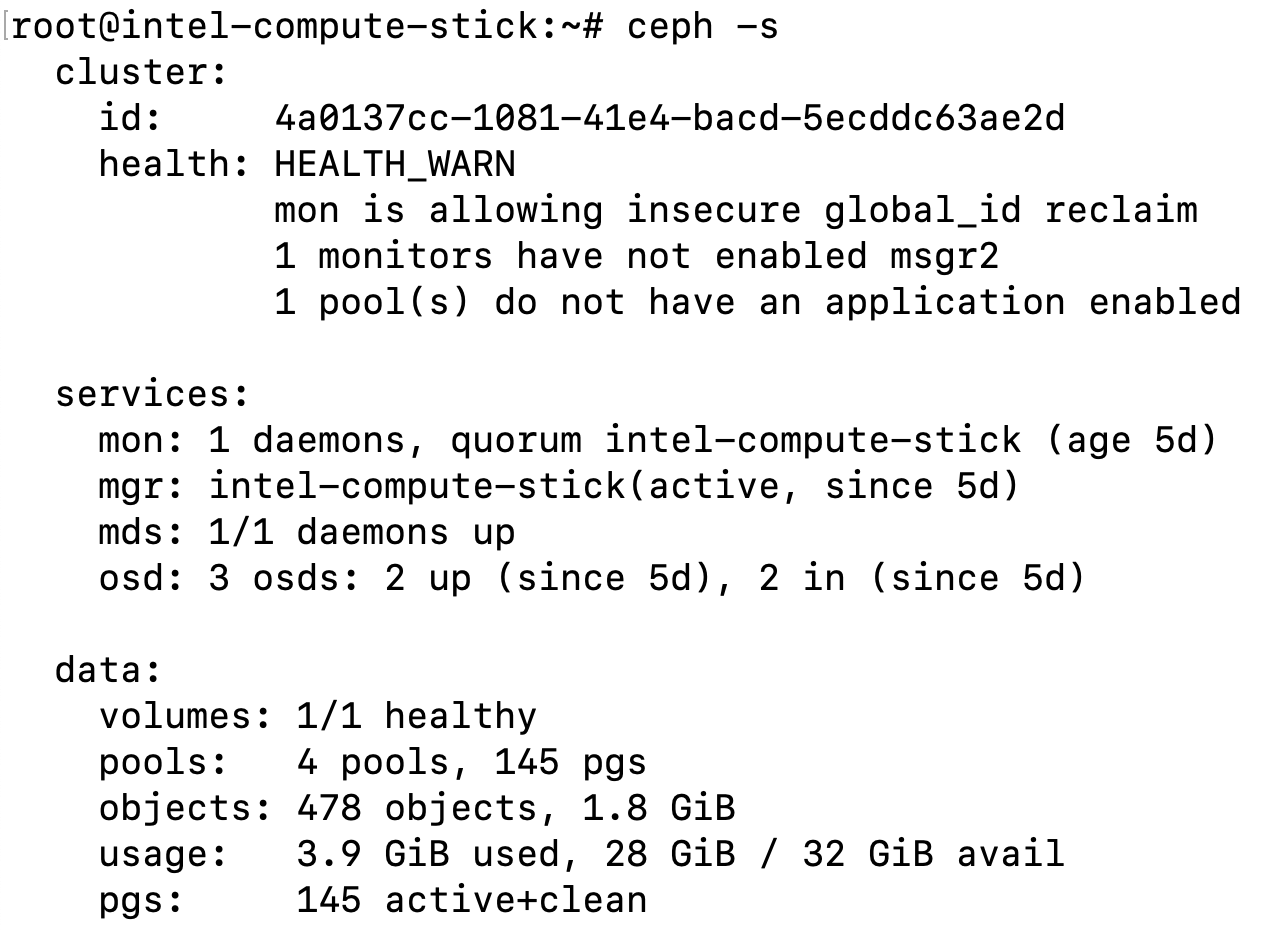 [root@intel-compute-stick:~# ceph -s
  cluster:
    id:     4a0137cc-1081-41e4-bacd-5ecddc63ae2d
    health: HEALTH_WARN
            mon is allowing insecure global_id reclaim
            1 monitors have not enabled msgr2
            1 pool(s) do not have an application enabled

  services:
    mon: 1 daemons, quorum intel-compute-stick (age 5d)
    mgr: intel-compute-stick(active, since 5d)
    mds: 1/1 daemons up
    osd: 3 osds: 2 up (since 5d), 2 in (since 5d)

  data:
    volumes: 1/1 healthy
    pools:   4 pools, 145 pgs
    objects: 478 objects, 1.8 GiB
    usage:   3.9 GiB used, 28 GiB / 32 GiB avail
    pgs:     145 active+clean